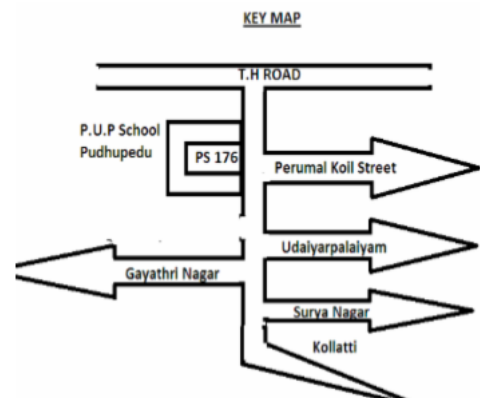 KEY MAP
T.H ROAD
P.U.P School
Pudhupedu
PS 176
Perumal Koil Street
Udaiyarpalaiyam
Gayathri Nagar
Surya Nagar
Kollatti